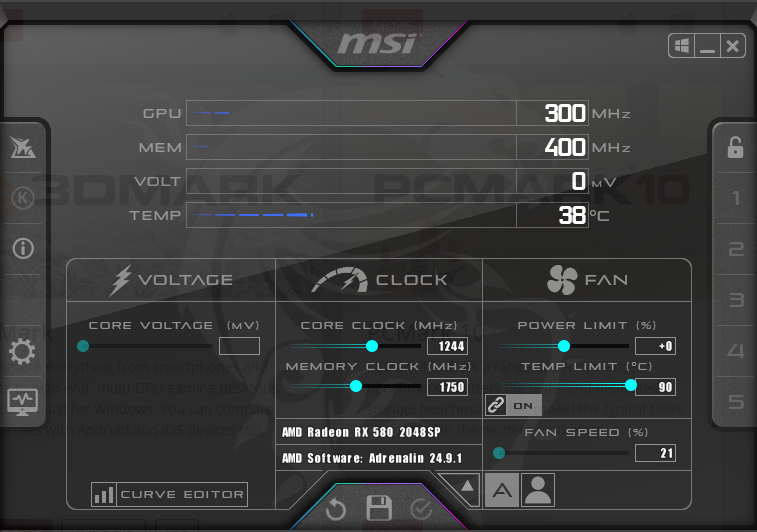 msi
GPU 300 MHz
MEM 400 MHz
3DMARK PCMARK 10
VOLT 0 MV
TEMP 38 °C
K
1
2
3
4
5
VOLTAGE CLOCK FAN
CORE VOLTAGE (MV) CORE CLOCK (MHz) POWER LIMIT (%)
1244 +0
MEMORY CLOCK (MHz) TEMP LIMIT (°C)
1750 90
ON
AMD Radeon RX 580 2048SP
FAN SPEED (%)
AMD Software: Adrenalin 24.9.1 21
CURVE EDITOR
A